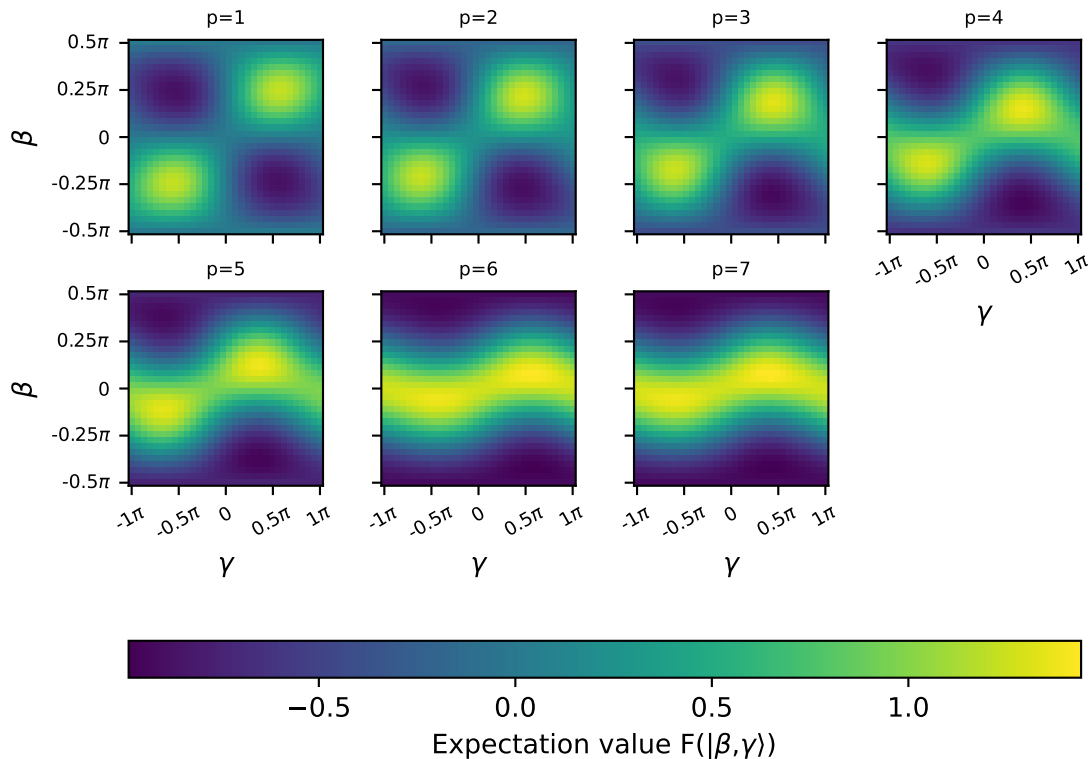 p=1 p=2 p=3 p=4
0.5π
0.25π
0
-0.25π
-0.5π
β
-1π -0.5π 0 0.5π 1π
γ
p=5 p=6 p=7
0.5π
0.25π
0
-0.25π
-0.5π
β
-1π -0.5π 0 0.5π 1π -1π -0.5π 0 0.5π 1π -1π -0.5π 0 0.5π 1π
γ γ γ
−0.5 0.0 0.5 1.0
Expectation value F(|β,γ⟩)